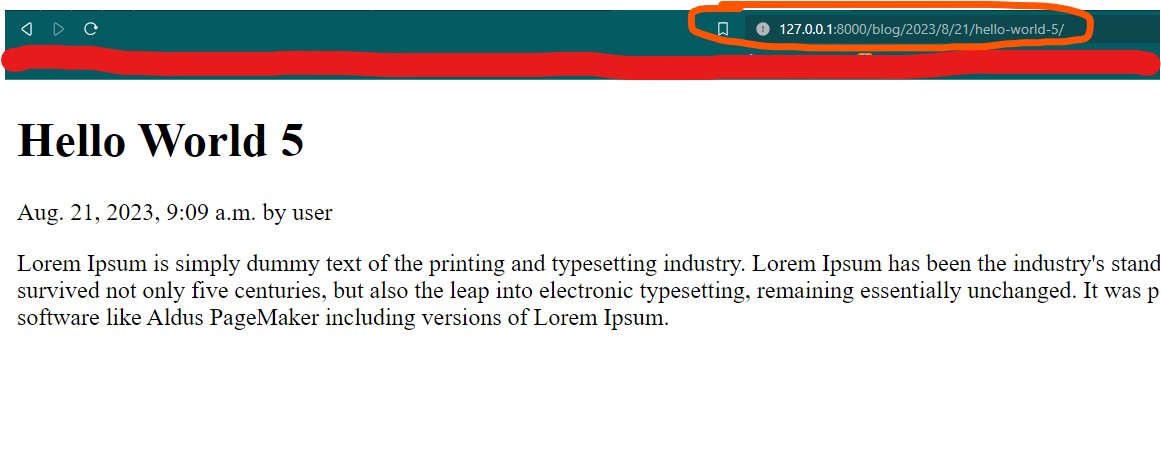 127.0.0.1:8000/blog/2023/8/21/hello-world-5/
Hello World 5
Aug. 21, 2023, 9:09 a.m. by user
Lorem Ipsum is simply dummy text of the printing and typesetting industry. Lorem Ipsum has been the industry's stand
survived not only five centuries, but also the leap into electronic typesetting, remaining essentially unchanged. It was p
software like Aldus PageMaker including versions of Lorem Ipsum.